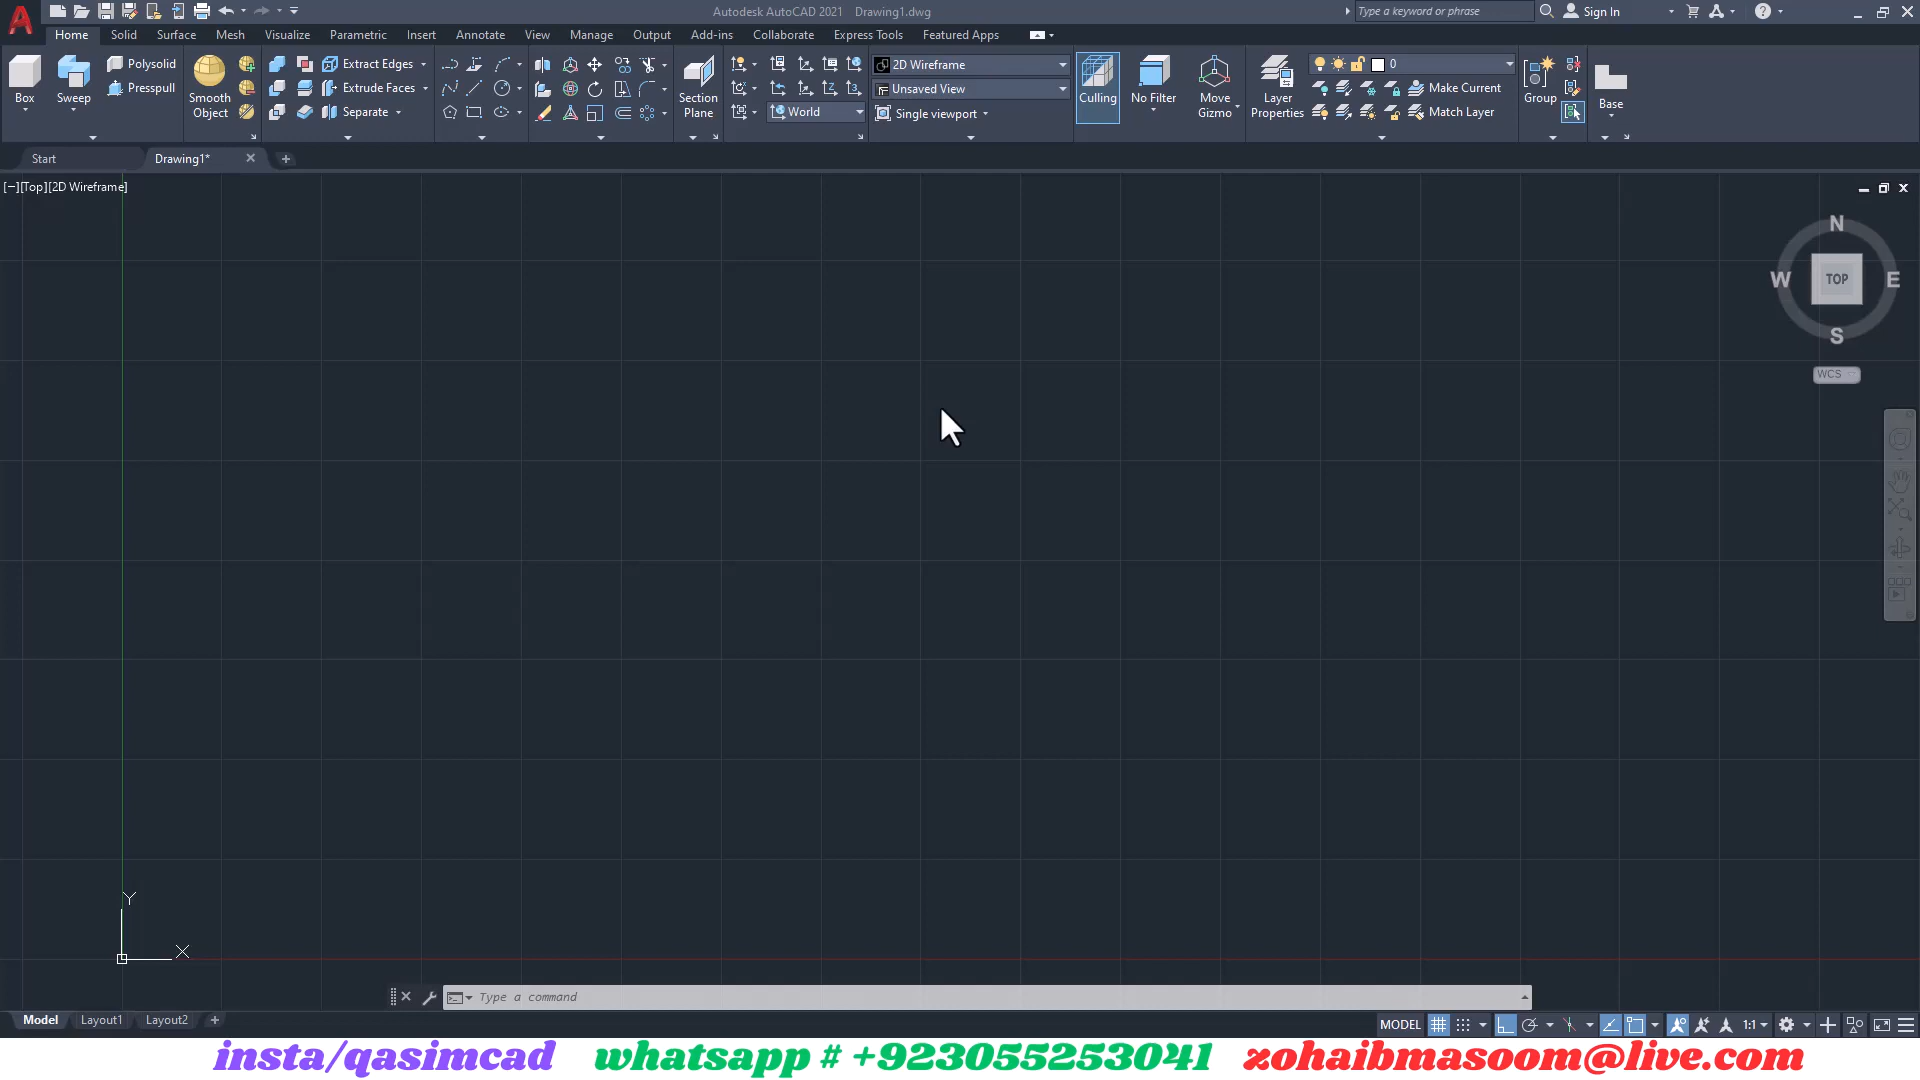 Autodesk AutoCAD 2021 Drawing1.dwg
Type a keyword or phrase
Sign In
Home Solid Surface Mesh Visualize Parametric Insert Annotate View Manage Output Add-ins Collaborate Express Tools Featured Apps
Box
Sweep
Polysolid
Presspull
Smooth
Object
Extract Edges
Extrude Faces
Separate
Section
Plane
World
2D Wireframe
Unsaved View
Single viewport
Culling
No Filter
Move
Gizmo
Layer
Properties
0
Make Current
Match Layer
Group
Base
Start
Drawing1*
[−][Top][2D Wireframe]
N
W TOP E
S
WCS
Y
X
Type a command
Model Layout1 Layout2
MODEL
1:1
insta/qasimcad whatsapp # +923055253041 zohaibmasoom@live.com